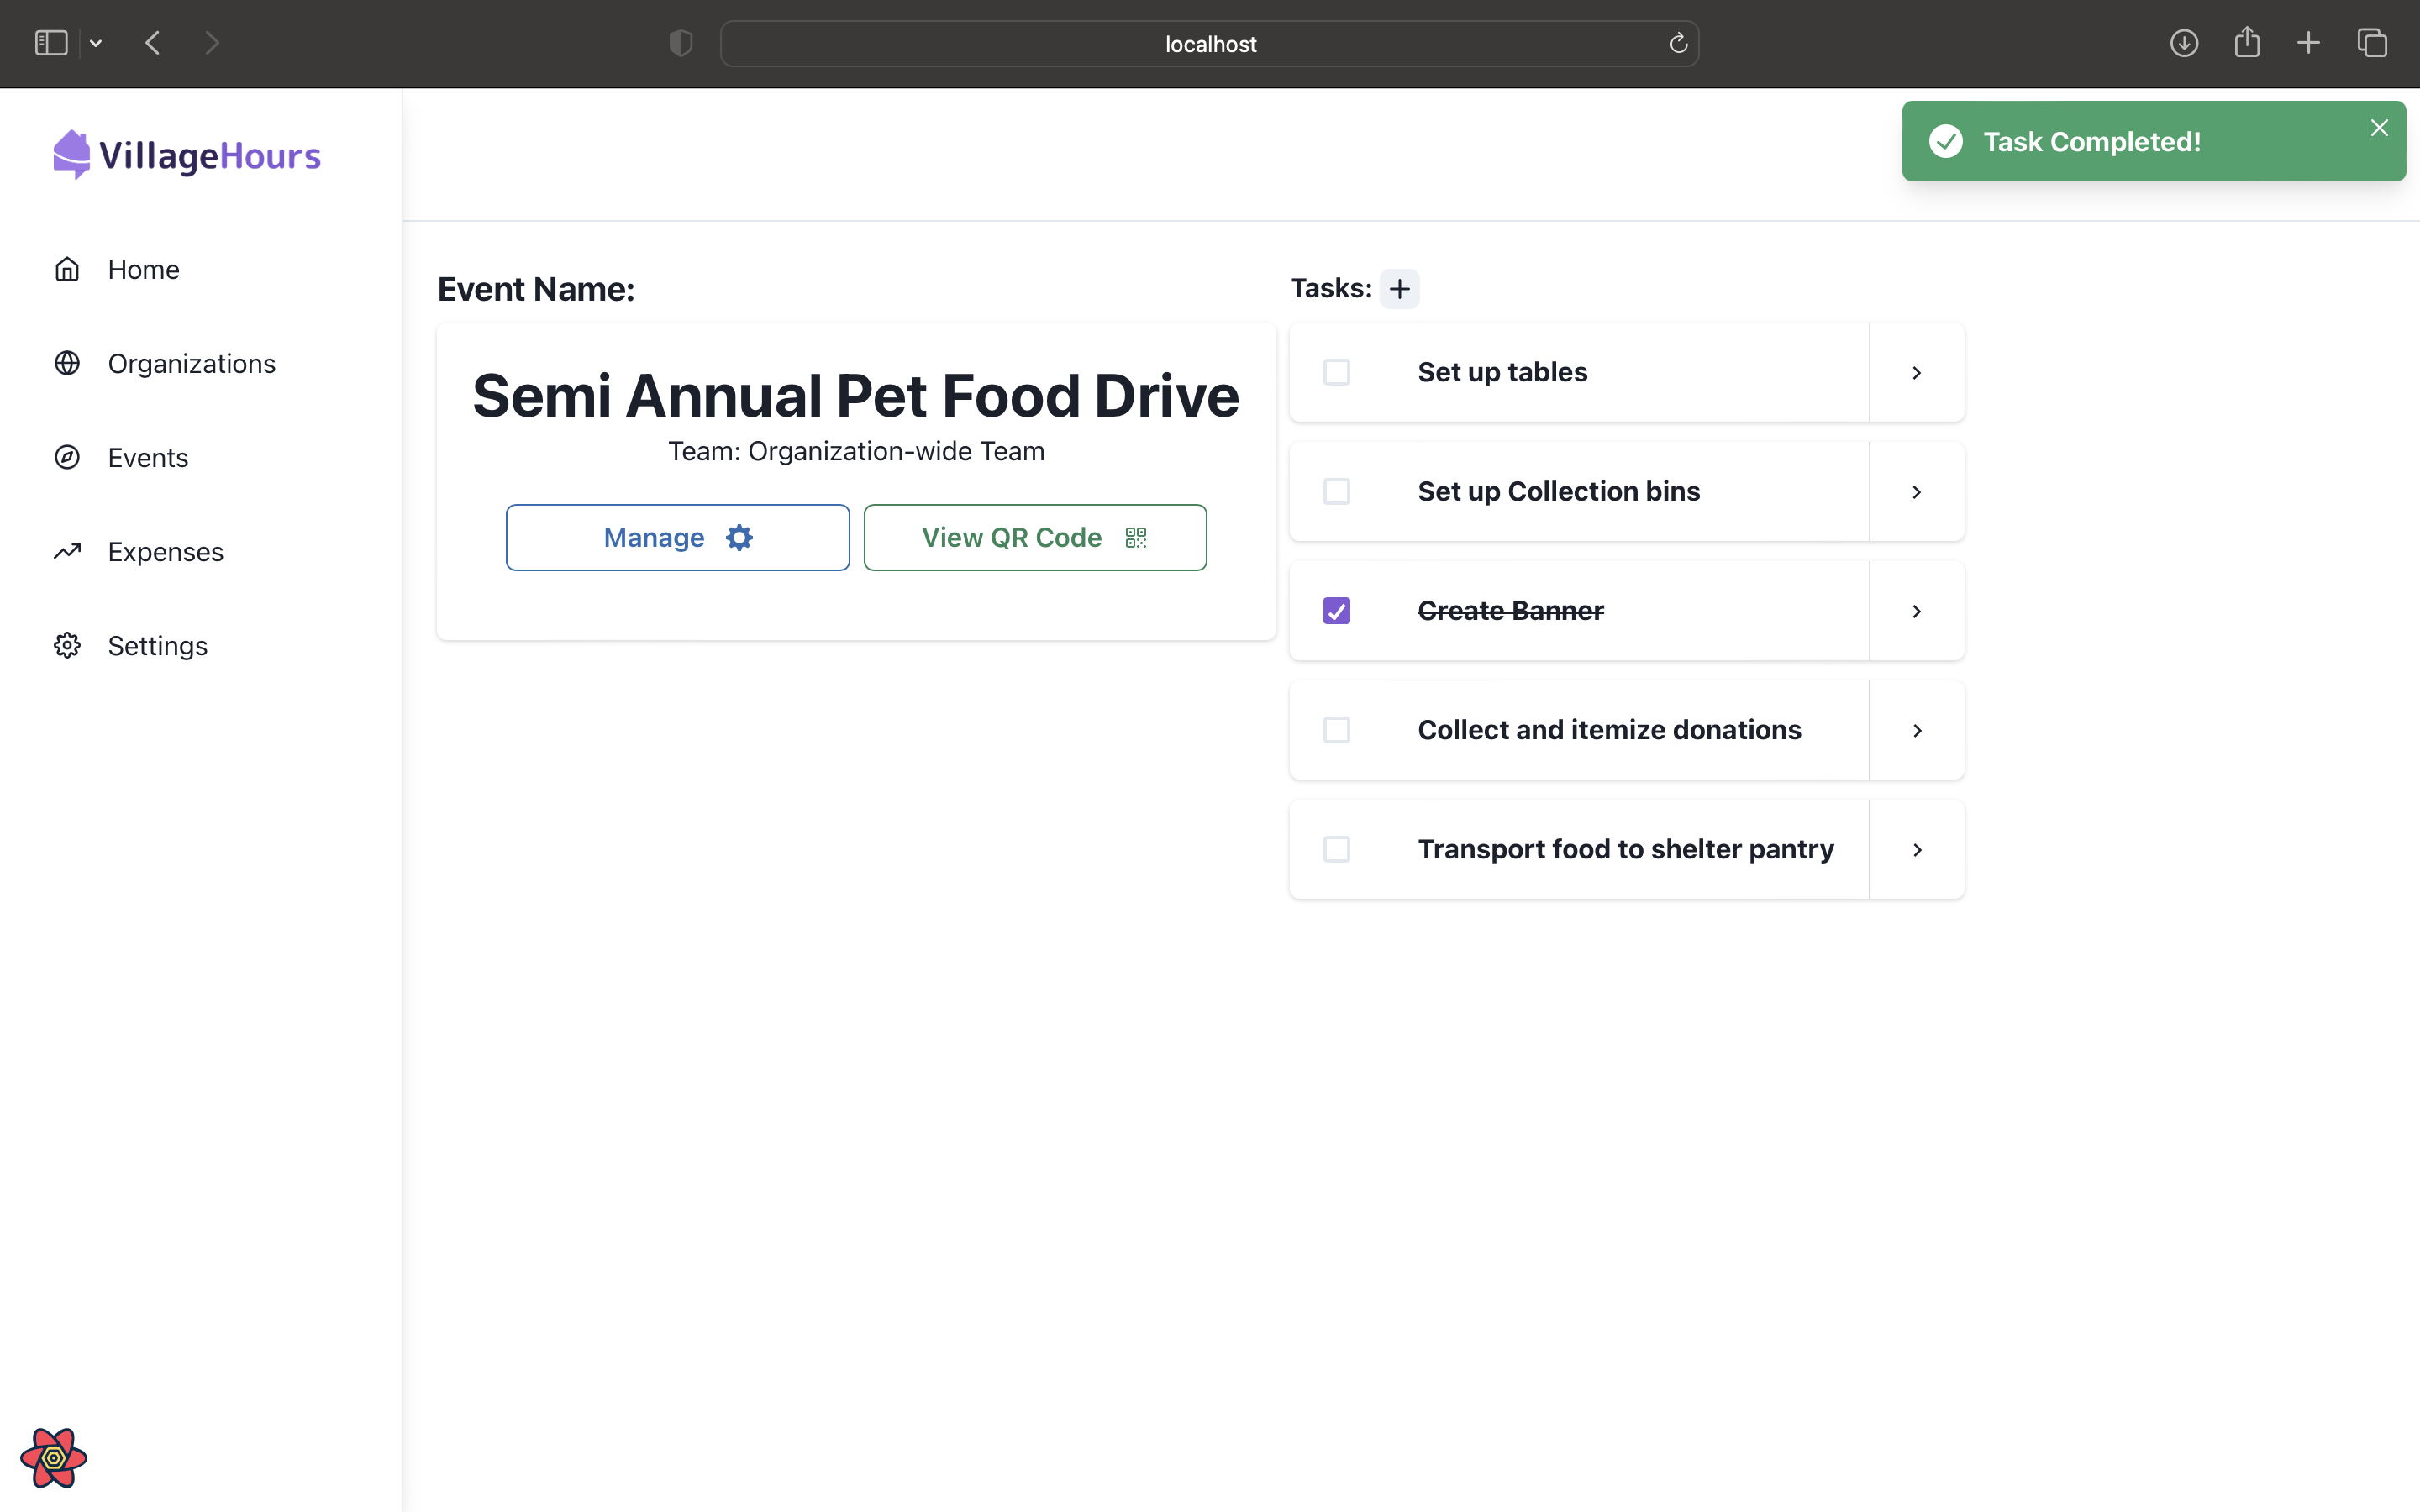 localhost
VillageHours
Task Completed!
Home
Organizations
Events
Expenses
Settings
Event Name:
Semi Annual Pet Food Drive
Team: Organization-wide Team
Manage
View QR Code
Tasks:
Set up tables
Set up Collection bins
Create Banner
Collect and itemize donations
Transport food to shelter pantry